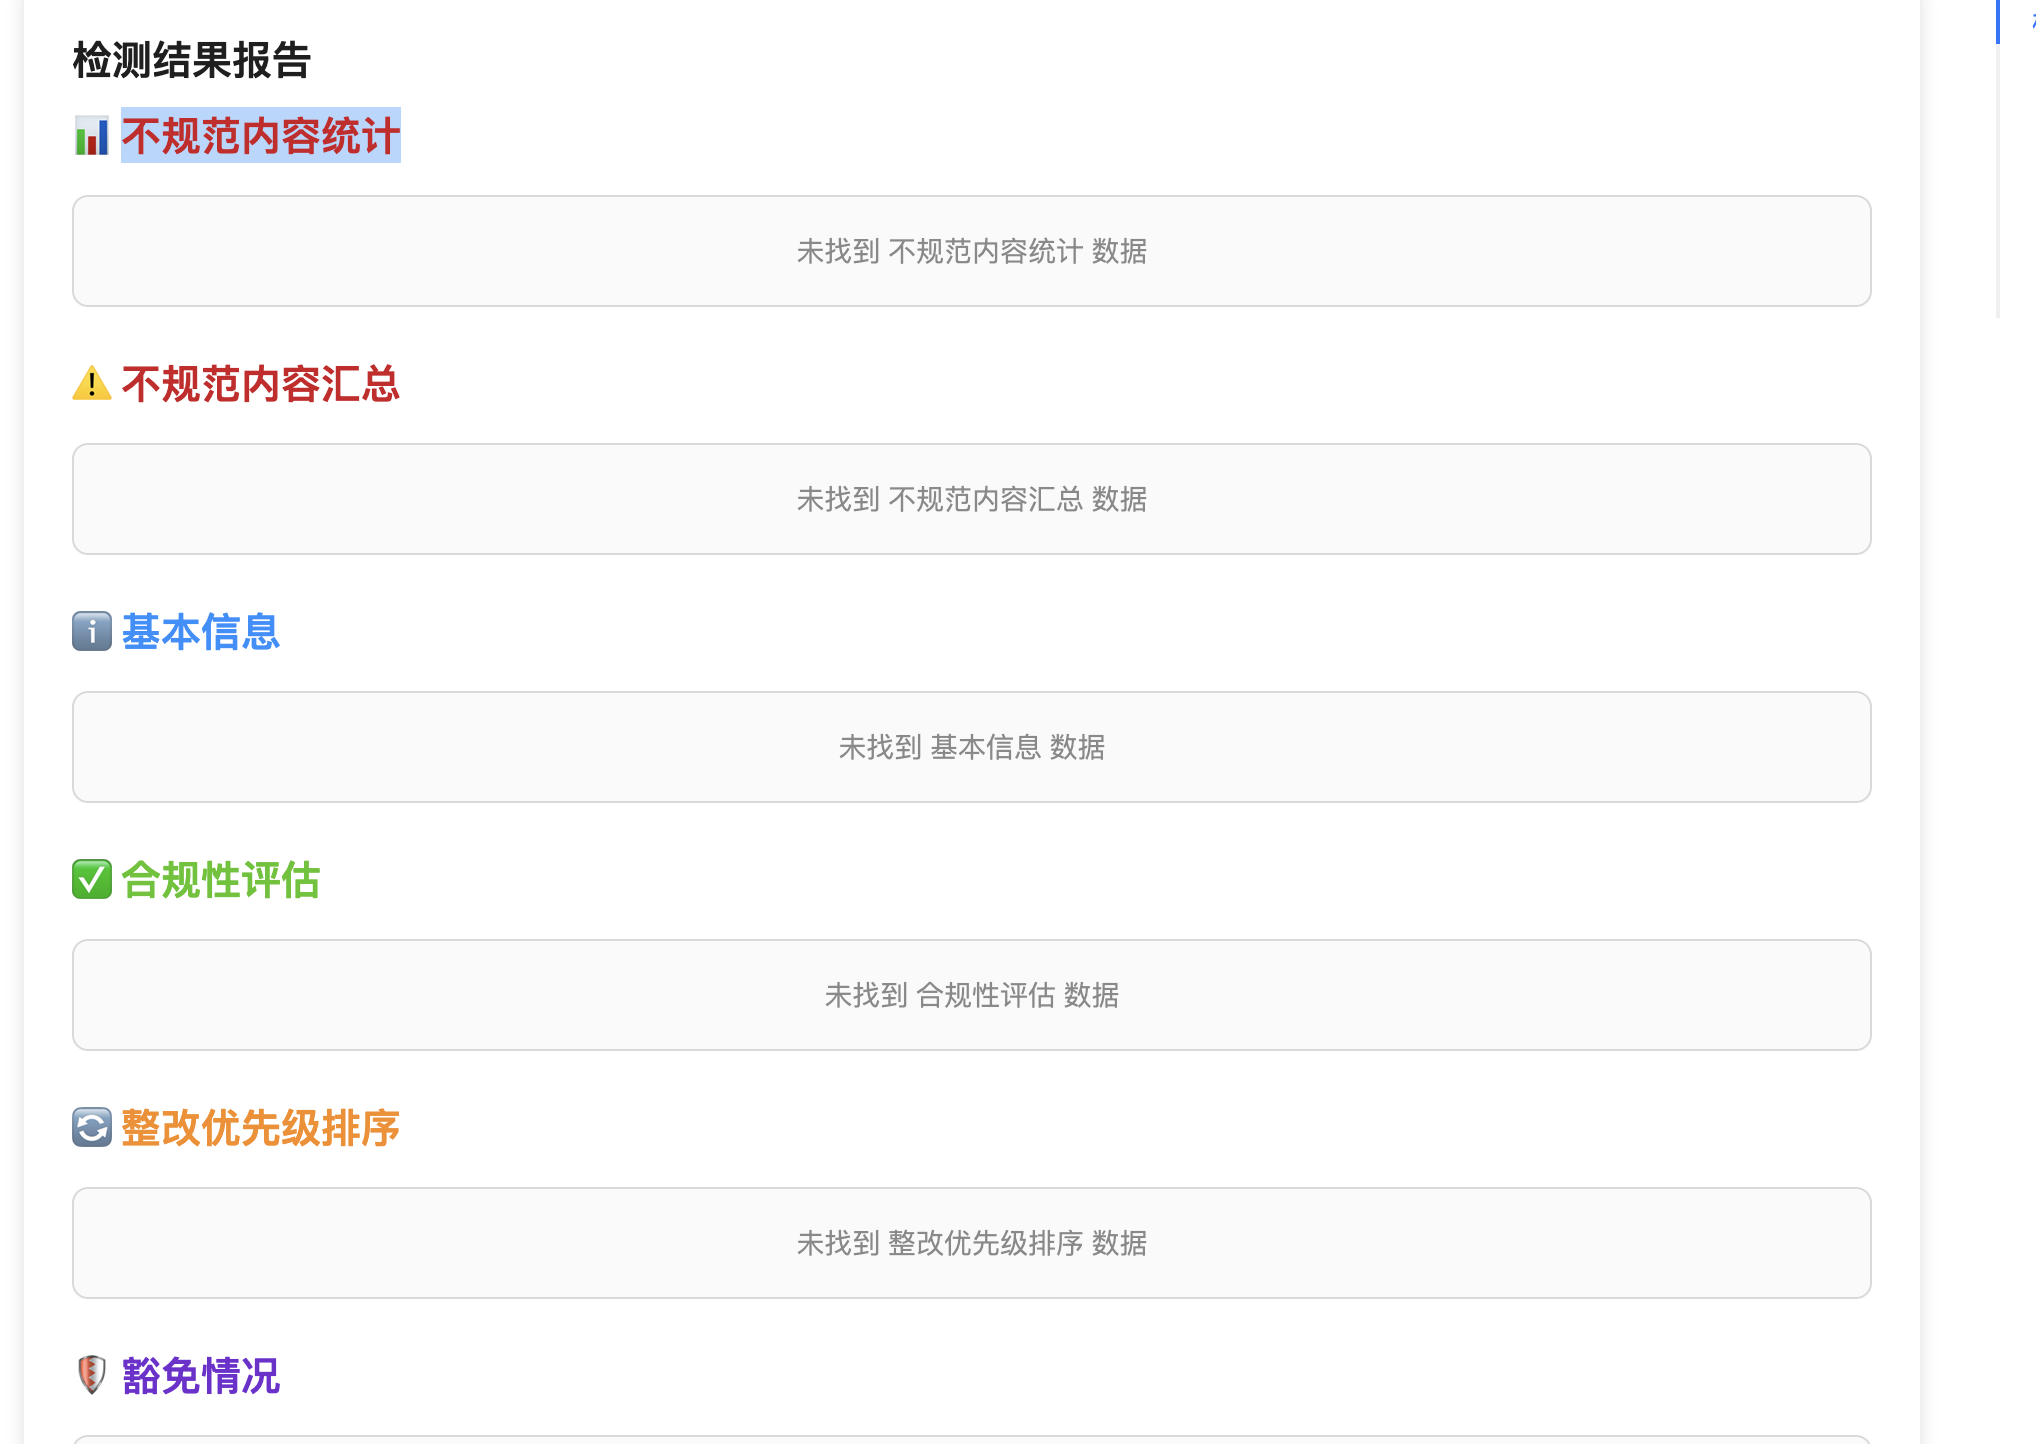 检测结果报告
不规范内容统计
未找到 不规范内容统计 数据
不规范内容汇总
未找到 不规范内容汇总 数据
基本信息
未找到 基本信息 数据
合规性评估
未找到 合规性评估 数据
整改优先级排序
未找到 整改优先级排序 数据
豁免情况